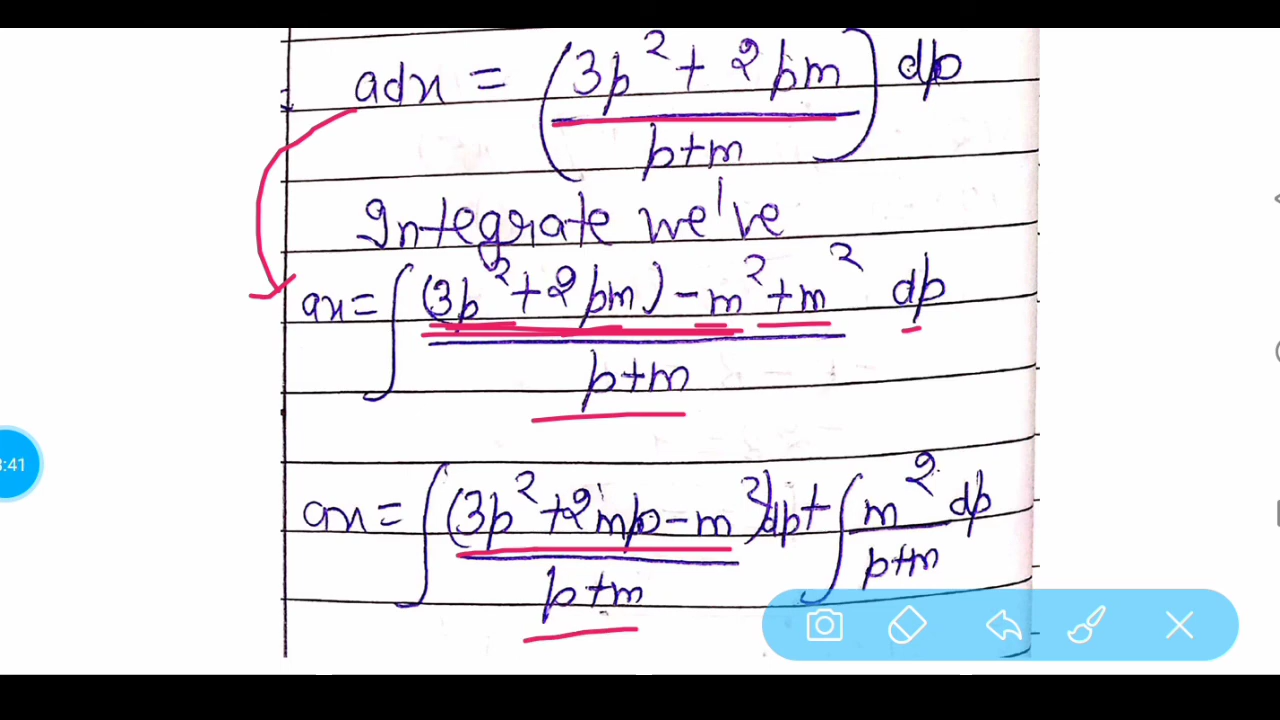 adx = (3p² + 2pm / p+m) dp
Integrate we've
ax = ∫ (3p² + 2pm) - m² + m² / p+m dp
ax = ∫ (3p² + 2mp - m²)dp / p+m + ∫ m² dp / p+m
:41